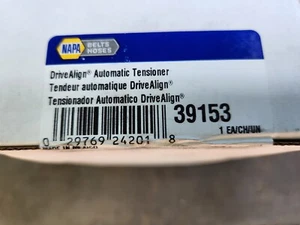 NAPA BELTS HOSES
DriveAlign® Automatic Tensioner
Tendeur automatique DriveAlign®
Tensionador Automatico DriveAlign®
39153
1 EA/CH/UN
0 29769 24201 8